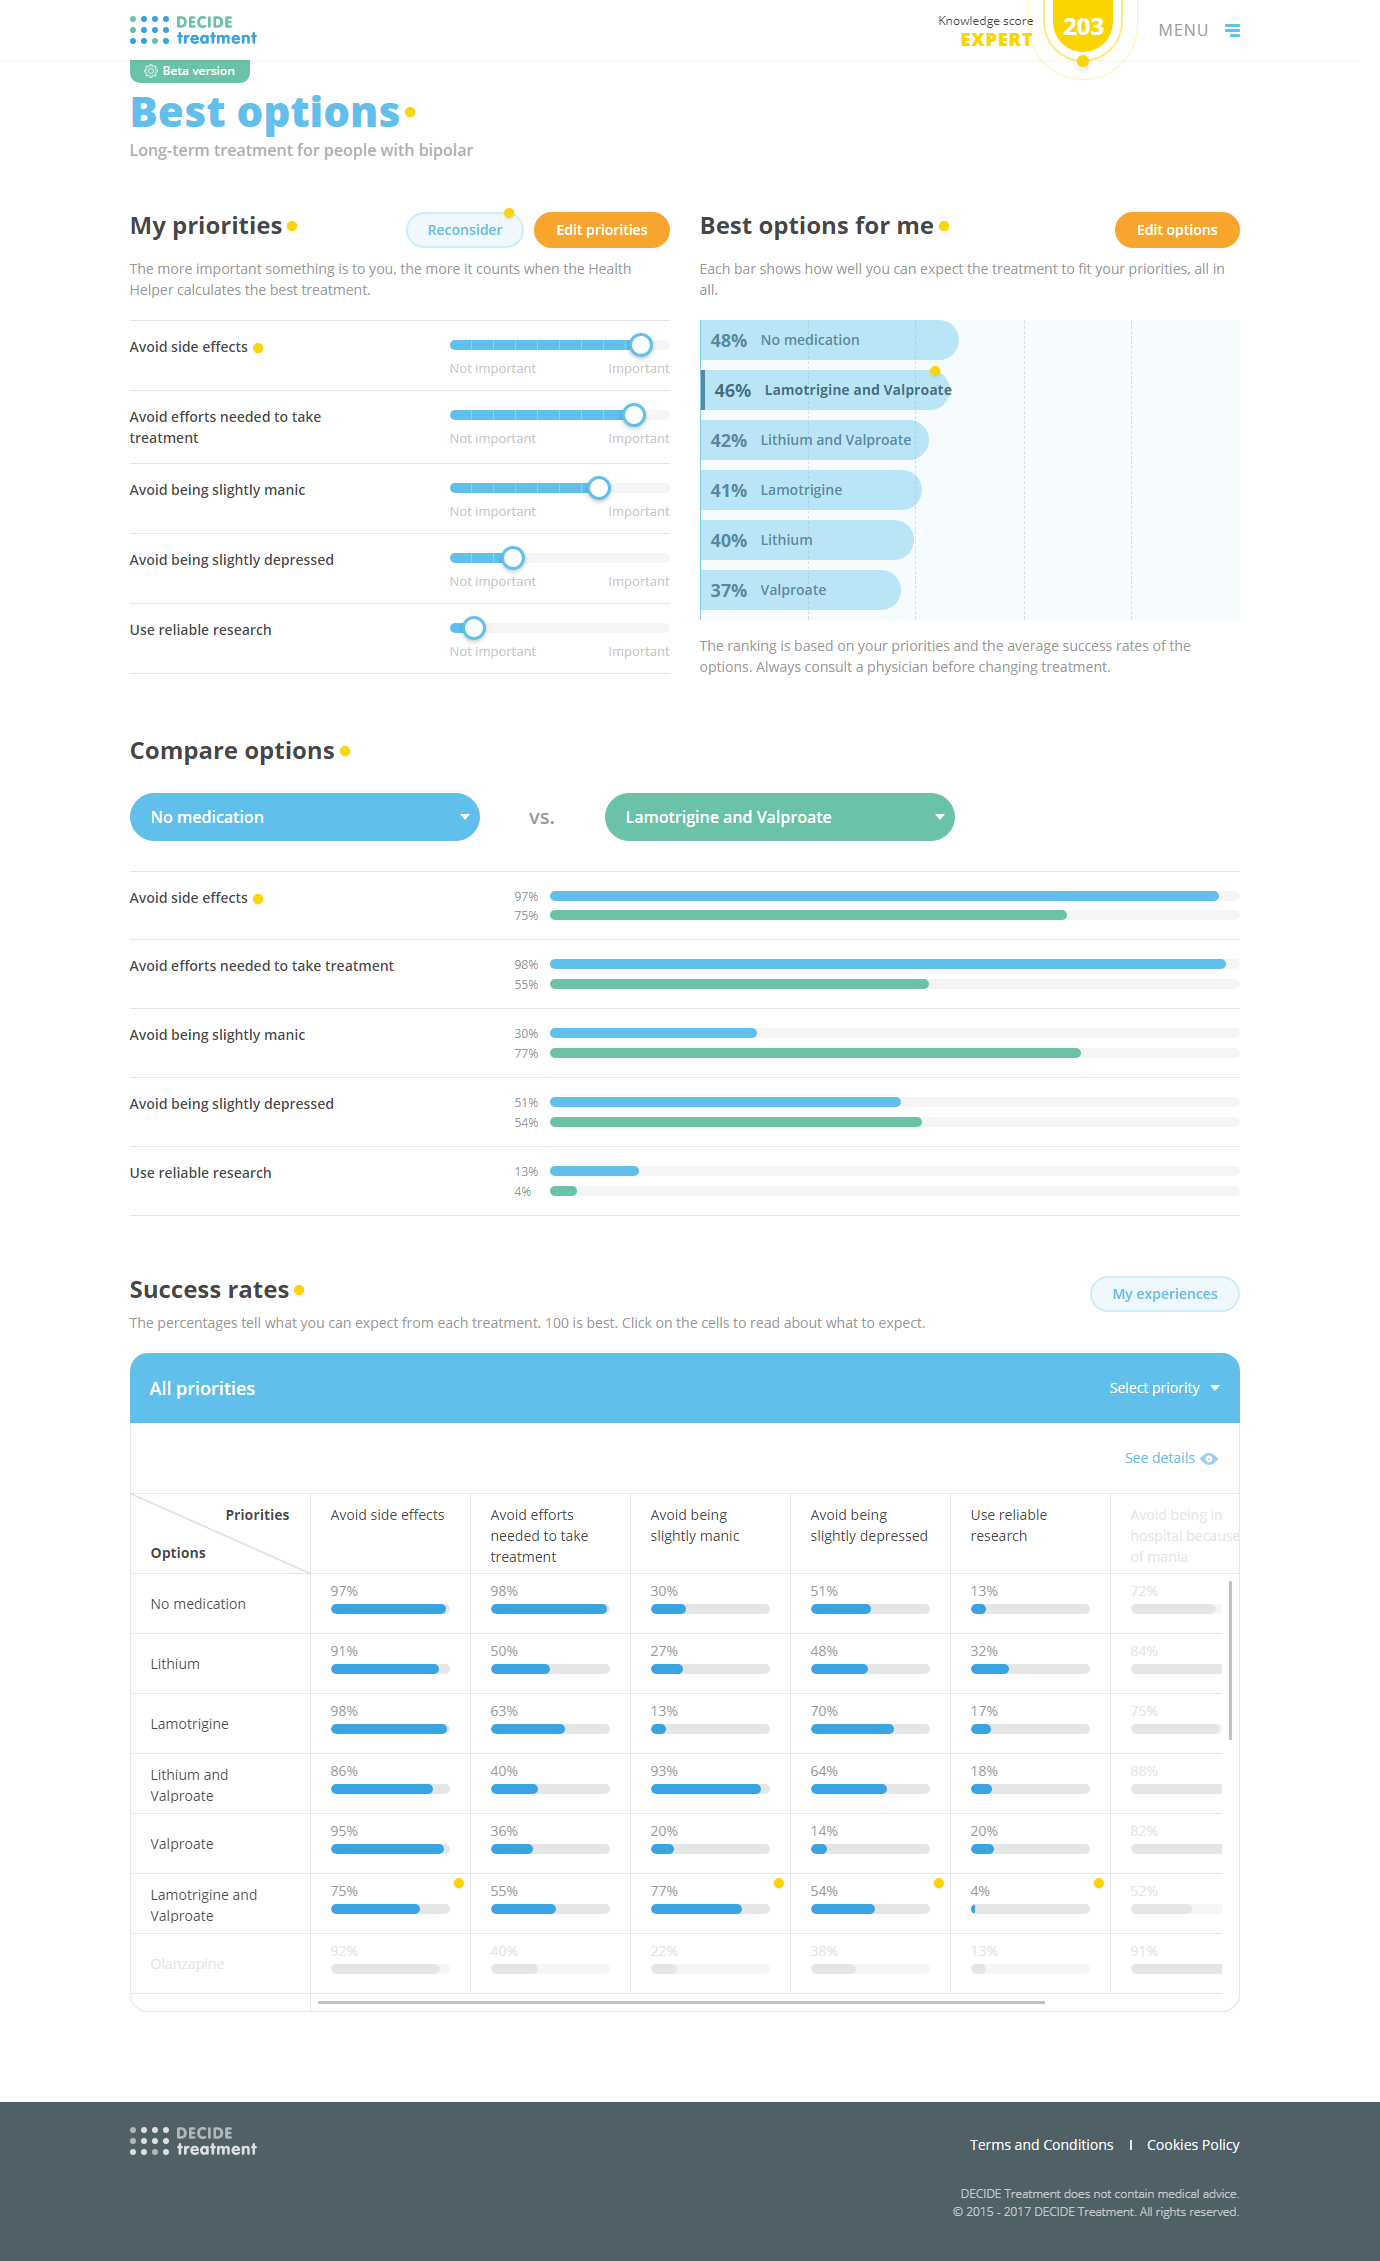 DECIDE
treatment
Knowledge score
EXPERT
203
MENU
Beta version
Best options
Long-term treatment for people with bipolar
My priorities
Reconsider
Edit priorities
The more important something is to you, the more it counts when the Health
Helper calculates the best treatment.
Avoid side effects
Not important
Important
Avoid efforts needed to take
treatment
Not important
Important
Avoid being slightly manic
Not important
Important
Avoid being slightly depressed
Not important
Important
Use reliable research
Not important
Important
Best options for me
Edit options
Each bar shows how well you can expect the treatment to fit your priorities, all in
all.
48% No medication
46% Lamotrigine and Valproate
42% Lithium and Valproate
41% Lamotrigine
40% Lithium
37% Valproate
The ranking is based on your priorities and the average success rates of the
options. Always consult a physician before changing treatment.
Compare options
No medication
vs.
Lamotrigine and Valproate
Avoid side effects
97%
75%
Avoid efforts needed to take treatment
98%
55%
Avoid being slightly manic
30%
77%
Avoid being slightly depressed
51%
54%
Use reliable research
13%
4%
Success rates
My experiences
The percentages tell what you can expect from each treatment. 100 is best. Click on the cells to read about what to expect.
All priorities
Select priority
See details
Priorities
Options
Avoid side effects
Avoid efforts
needed to take
treatment
Avoid being
slightly manic
Avoid being
slightly depressed
Use reliable
research
Avoid being in
hospital because
of mania
No medication
97% 98% 30% 51% 13% 72%
Lithium
91% 50% 27% 48% 32% 84%
Lamotrigine
98% 63% 13% 70% 17% 75%
Lithium and
Valproate
86% 40% 93% 64% 18% 88%
Valproate
95% 36% 20% 14% 20% 82%
Lamotrigine and
Valproate
75% 55% 77% 54% 4% 52%
Olanzapine
92% 40% 22% 38% 13% 91%
DECIDE
treatment
Terms and Conditions | Cookies Policy
DECIDE Treatment does not contain medical advice.
© 2015 - 2017 DECIDE Treatment. All rights reserved.